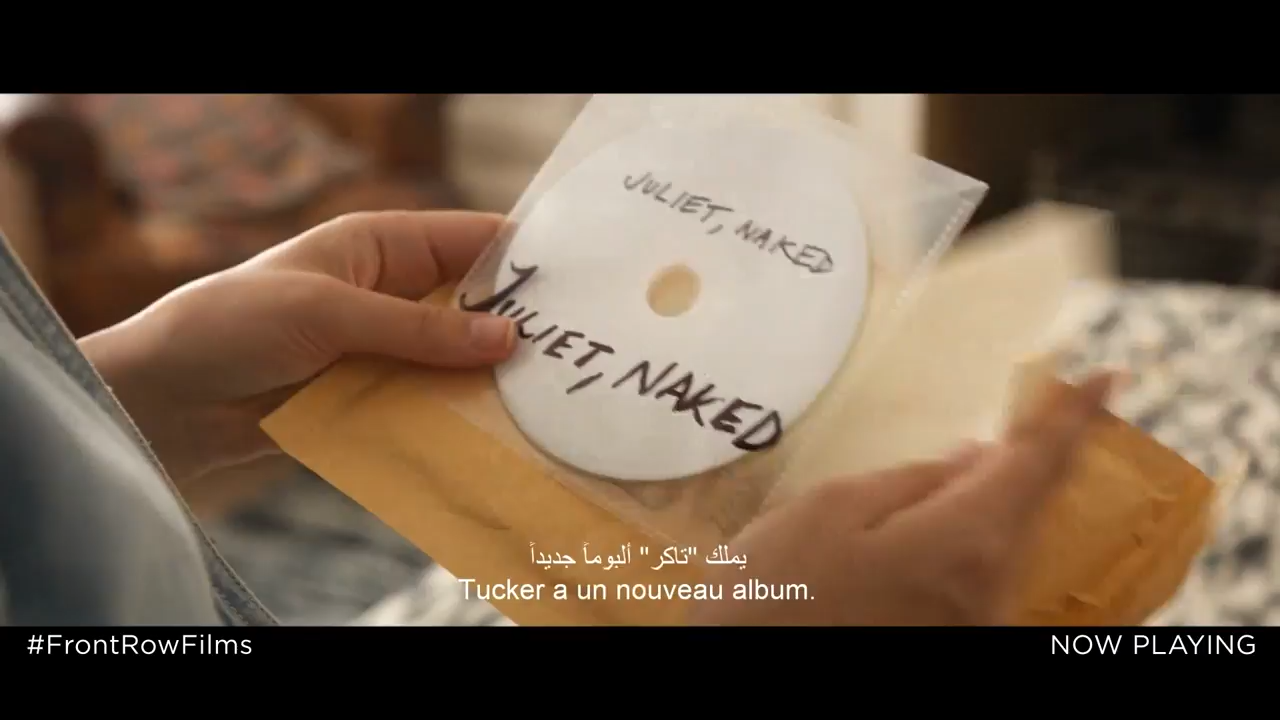 JULIET, NAKED
JULIET, NAKED
يملك "تاكر" ألبوماً جديداً
Tucker a un nouveau album.
#FrontRowFilms
NOW PLAYING